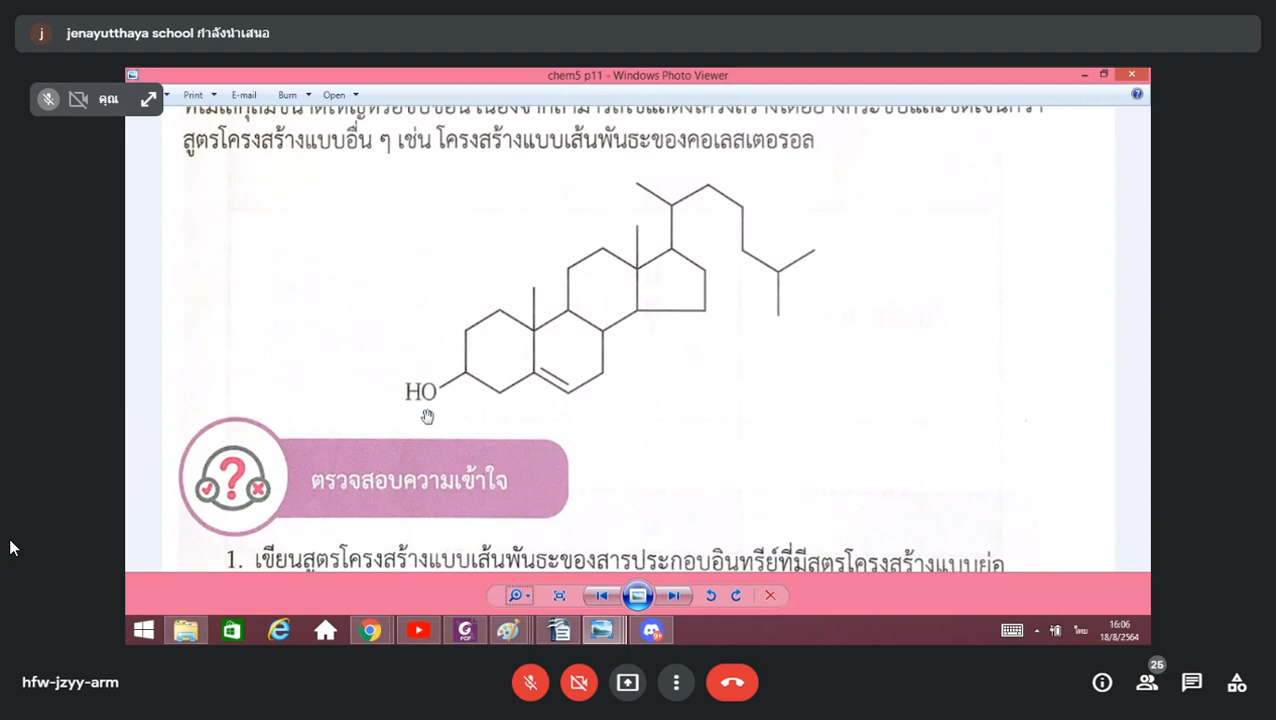 j
jenayutthaya school กำลังนำเสนอ
chem5 p11 - Windows Photo Viewer
คุณ
Print
E-mail
Burn
Open
สูตรโครงสร้างแบบอื่น ๆ เช่น โครงสร้างแบบเส้นพันธะของคอเลสเตอรอล
HO
?
ตรวจสอบความเข้าใจ
1. เขียนสูตรโครงสร้างแบบเส้นพันธะของสารประกอบอินทรีย์ที่มีสูตรโครงสร้างแบบย่อ
PDF
ไทย
16:06
18/8/2564
hfw-jzyy-arm
25